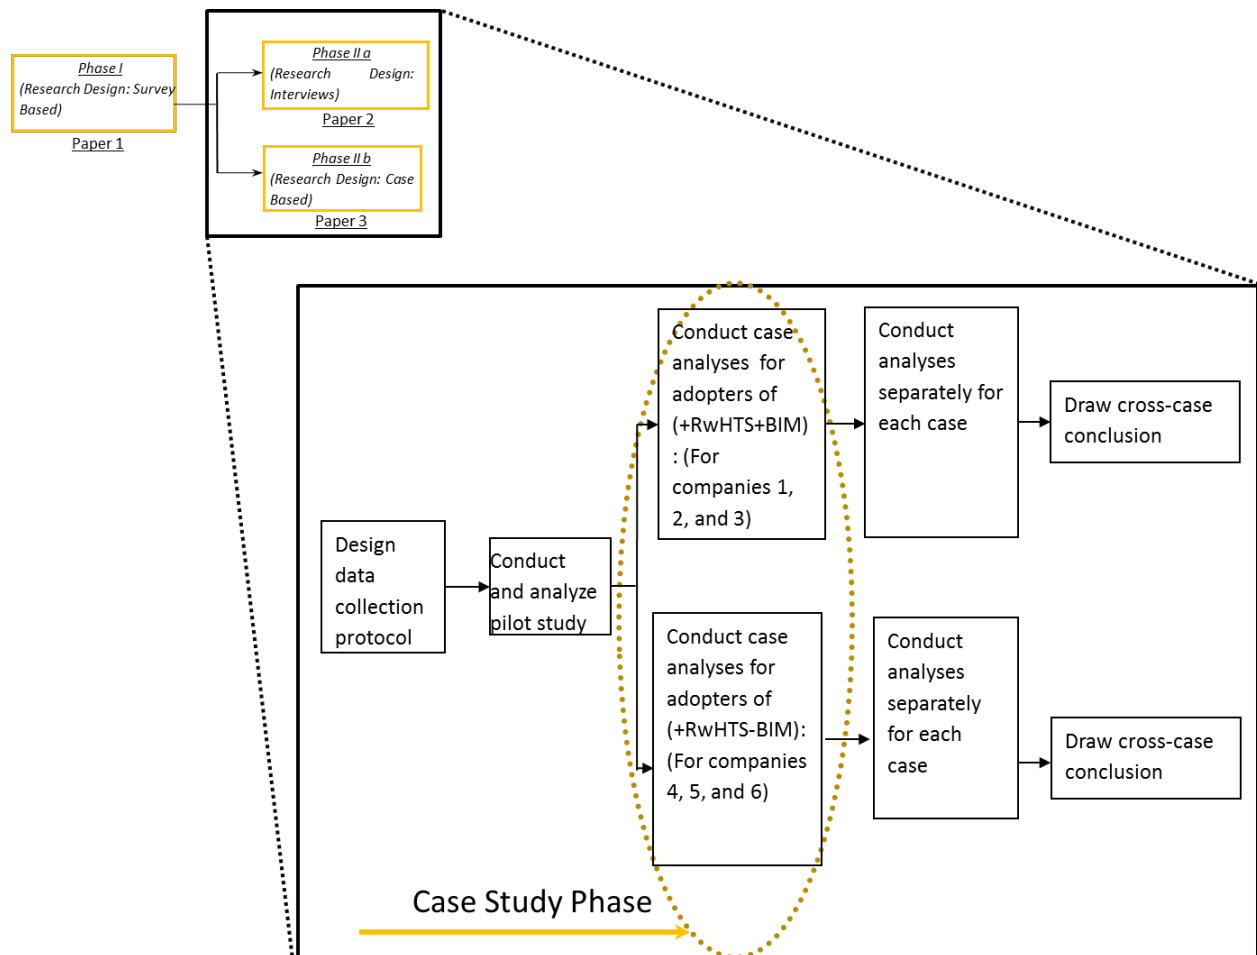 Phase I
(Research Design: Survey
Based)
Paper 1
Phase II a
(Research Design:
Interviews)
Paper 2
Phase II b
(Research Design: Case
Based)
Paper 3
Design
data
collection
protocol
Conduct
and analyze
pilot study
Conduct case
analyses for
adopters of
(+RwHTS+BIM)
: (For
companies 1,
2, and 3)
Conduct
analyses
separately for
each case
Draw cross-case
conclusion
Conduct case
analyses for
adopters of
(+RwHTS-BIM):
(For companies
4, 5, and 6)
Conduct
analyses
separately
for each
case
Draw cross-case
conclusion
Case Study Phase